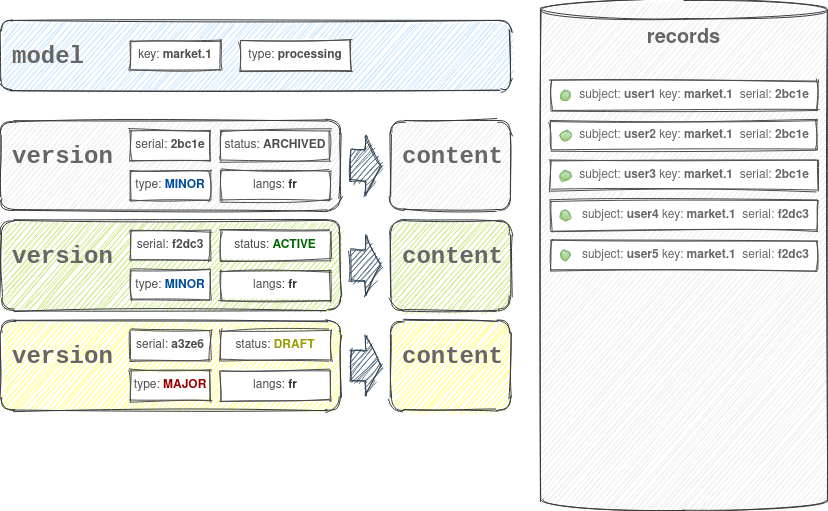 model key: market.1 type: processing
version serial: 2bc1e status: ARCHIVED
type: MINOR langs: fr
content
version serial: f2dc3 status: ACTIVE
type: MINOR langs: fr
content
version serial: a3ze6 status: DRAFT
type: MAJOR langs: fr
content
records
subject: user1 key: market.1 serial: 2bc1e
subject: user2 key: market.1 serial: 2bc1e
subject: user3 key: market.1 serial: 2bc1e
subject: user4 key: market.1 serial: f2dc3
subject: user5 key: market.1 serial: f2dc3